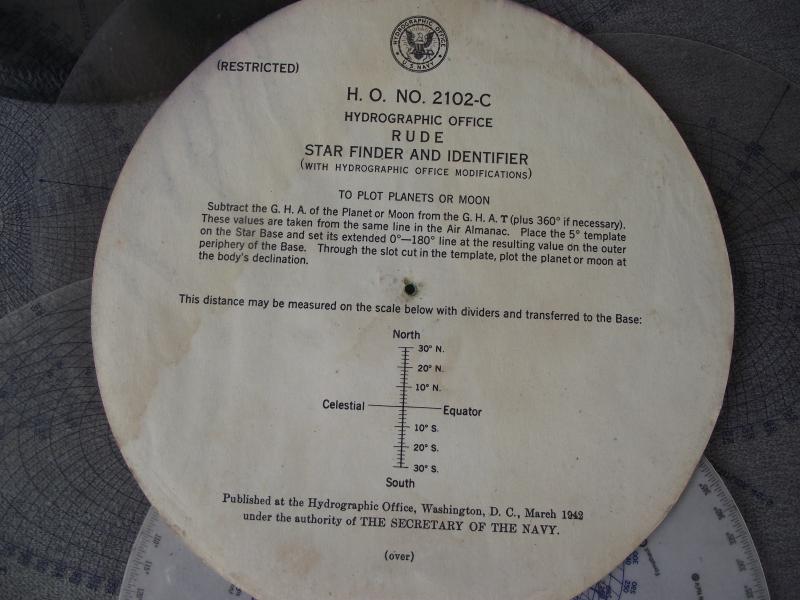 HYDROGRAPHIC OFFICE
U.S. NAVY
(RESTRICTED)
H. O. NO. 2102-C
HYDROGRAPHIC OFFICE
RUDE
STAR FINDER AND IDENTIFIER
(WITH HYDROGRAPHIC OFFICE MODIFICATIONS)
TO PLOT PLANETS OR MOON
Subtract the G. H. A. of the Planet or Moon from the G. H. A. ♈ (plus 360° if necessary).
These values are taken from the same line in the Air Almanac. Place the 5° template
on the Star Base and set its extended 0°—180° line at the resulting value on the outer
periphery of the Base. Through the slot cut in the template, plot the planet or moon at
the body's declination.
This distance may be measured on the scale below with dividers and transferred to the Base:
North
30° N.
20° N.
10° N.
Celestial Equator
10° S.
20° S.
30° S.
South
Published at the Hydrographic Office, Washington, D. C., March 1942
under the authority of THE SECRETARY OF THE NAVY.
(over)